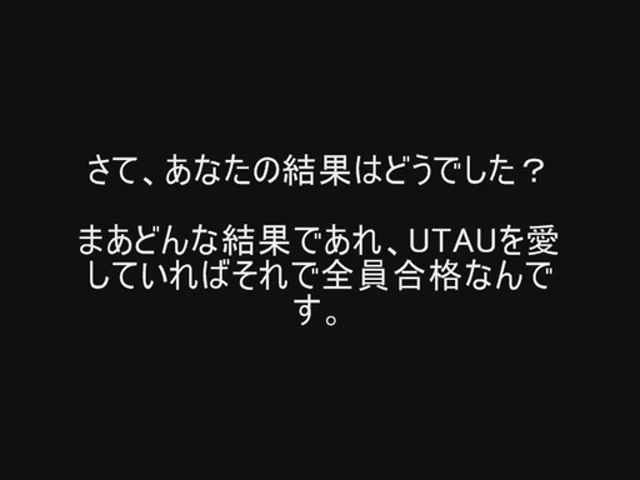 さて、あなたの結果はどうでした？
まあどんな結果であれ、UTAUを愛
していればそれで全員合格なんで
す。